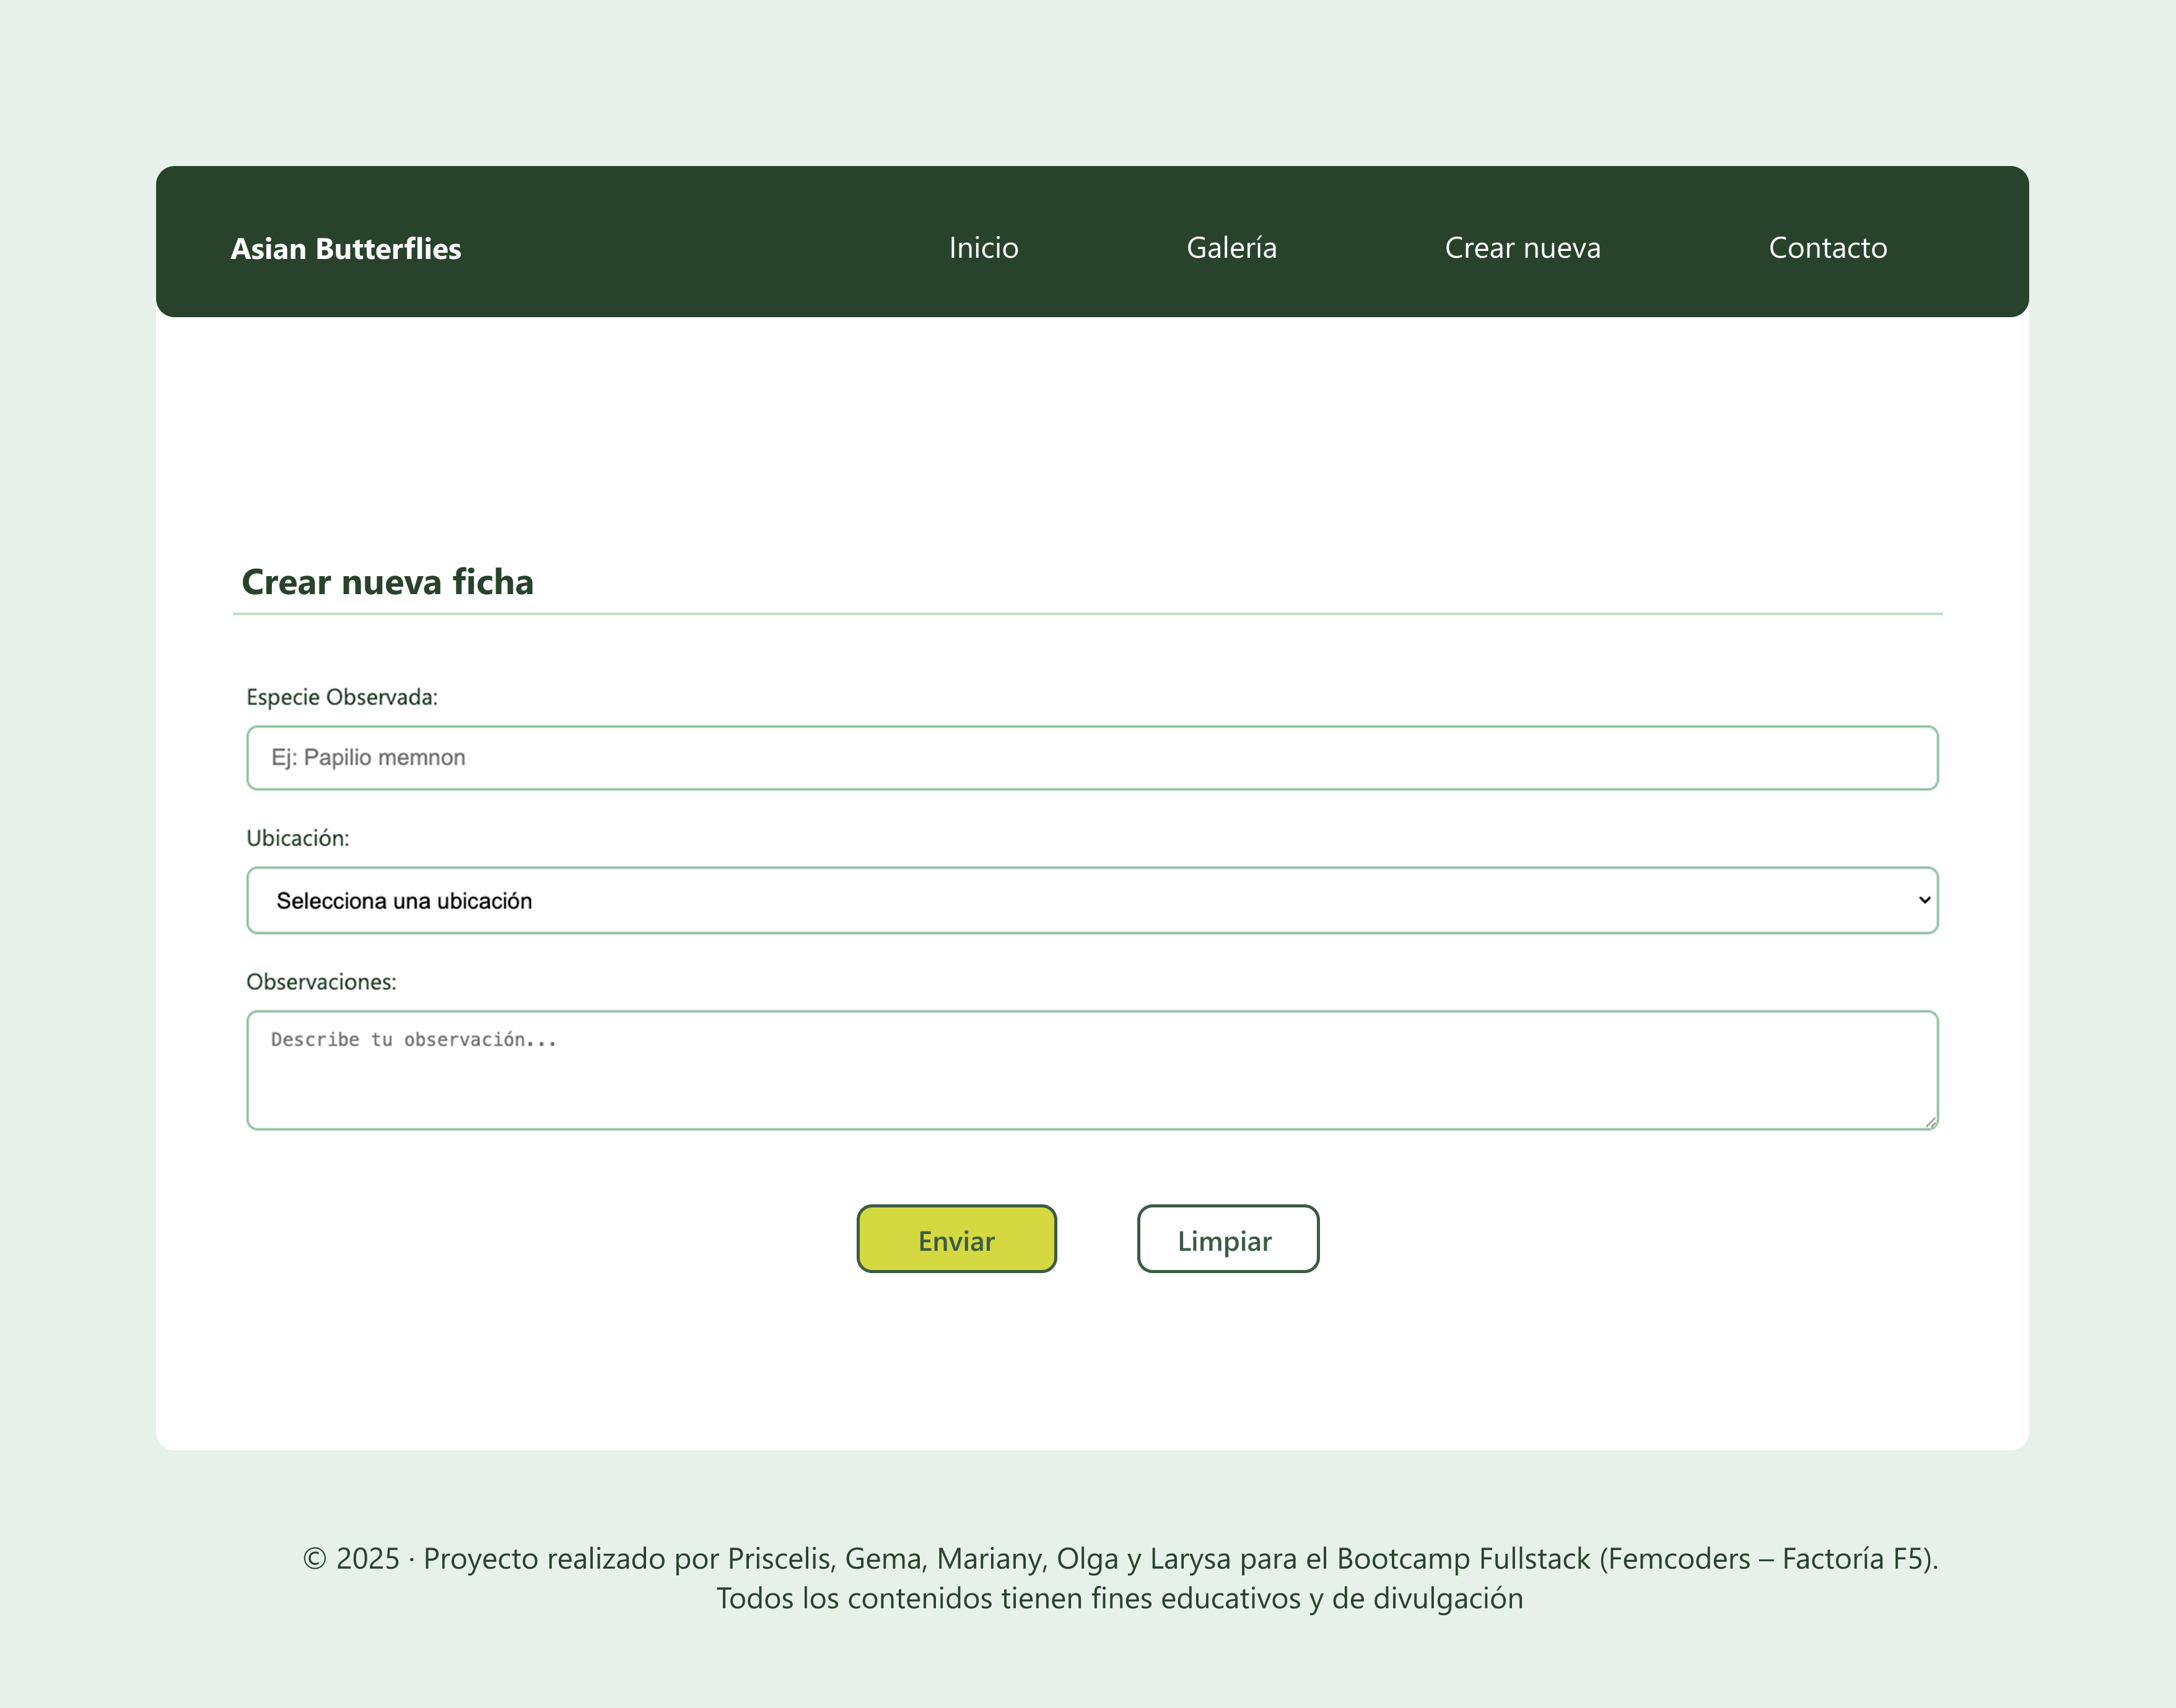 Asian Butterflies
Inicio
Galería
Crear nueva
Contacto
Crear nueva ficha
Especie Observada:
Ej: Papilio memnon
Ubicación:
Selecciona una ubicación
Observaciones:
Describe tu observación...
Enviar
Limpiar
© 2025 · Proyecto realizado por Priscelis, Gema, Mariany, Olga y Larysa para el Bootcamp Fullstack (Femcoders – Factoría F5).
Todos los contenidos tienen fines educativos y de divulgación